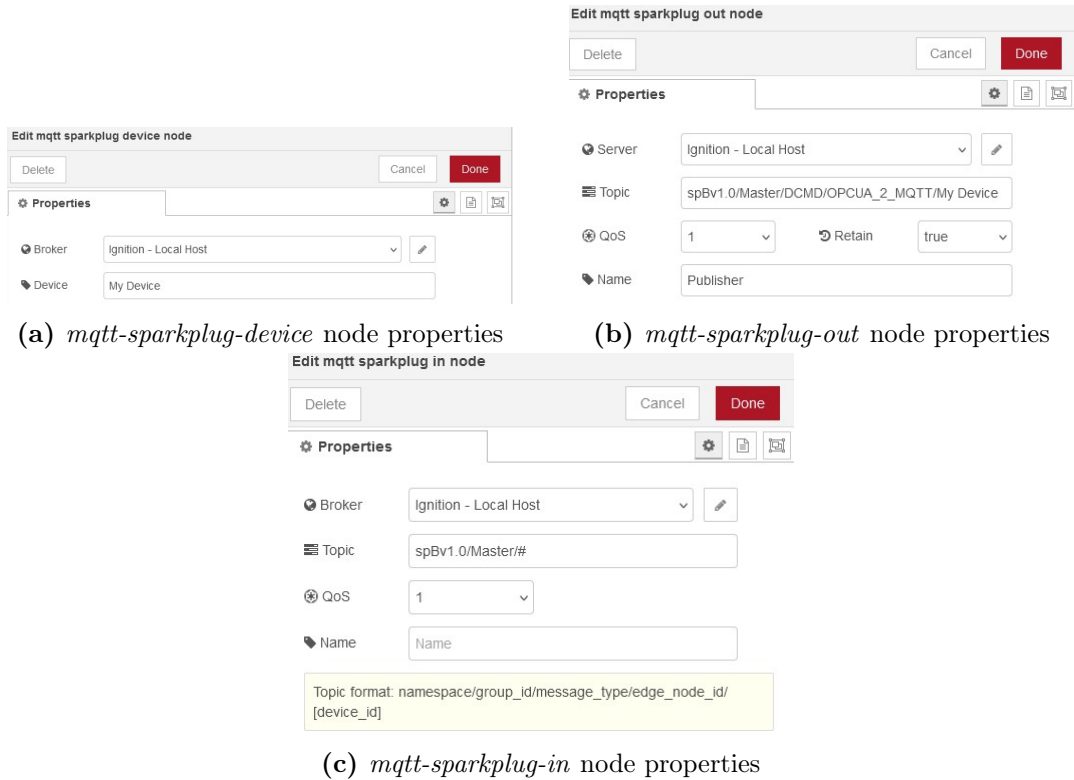 Edit mqtt sparkplug device node
Delete Cancel Done
Properties
Broker Ignition - Local Host
Device My Device
(a) mqtt-sparkplug-device node properties
Edit mqtt sparkplug out node
Delete Cancel Done
Properties
Server Ignition - Local Host
Topic spBv1.0/Master/DCMD/OPCUA_2_MQTT/My Device
QoS 1 Retain true
Name Publisher
(b) mqtt-sparkplug-out node properties
Edit mqtt sparkplug in node
Delete Cancel Done
Properties
Broker Ignition - Local Host
Topic spBv1.0/Master/#
QoS 1
Name Name
Topic format: namespace/group_id/message_type/edge_node_id/
[device_id]
(c) mqtt-sparkplug-in node properties